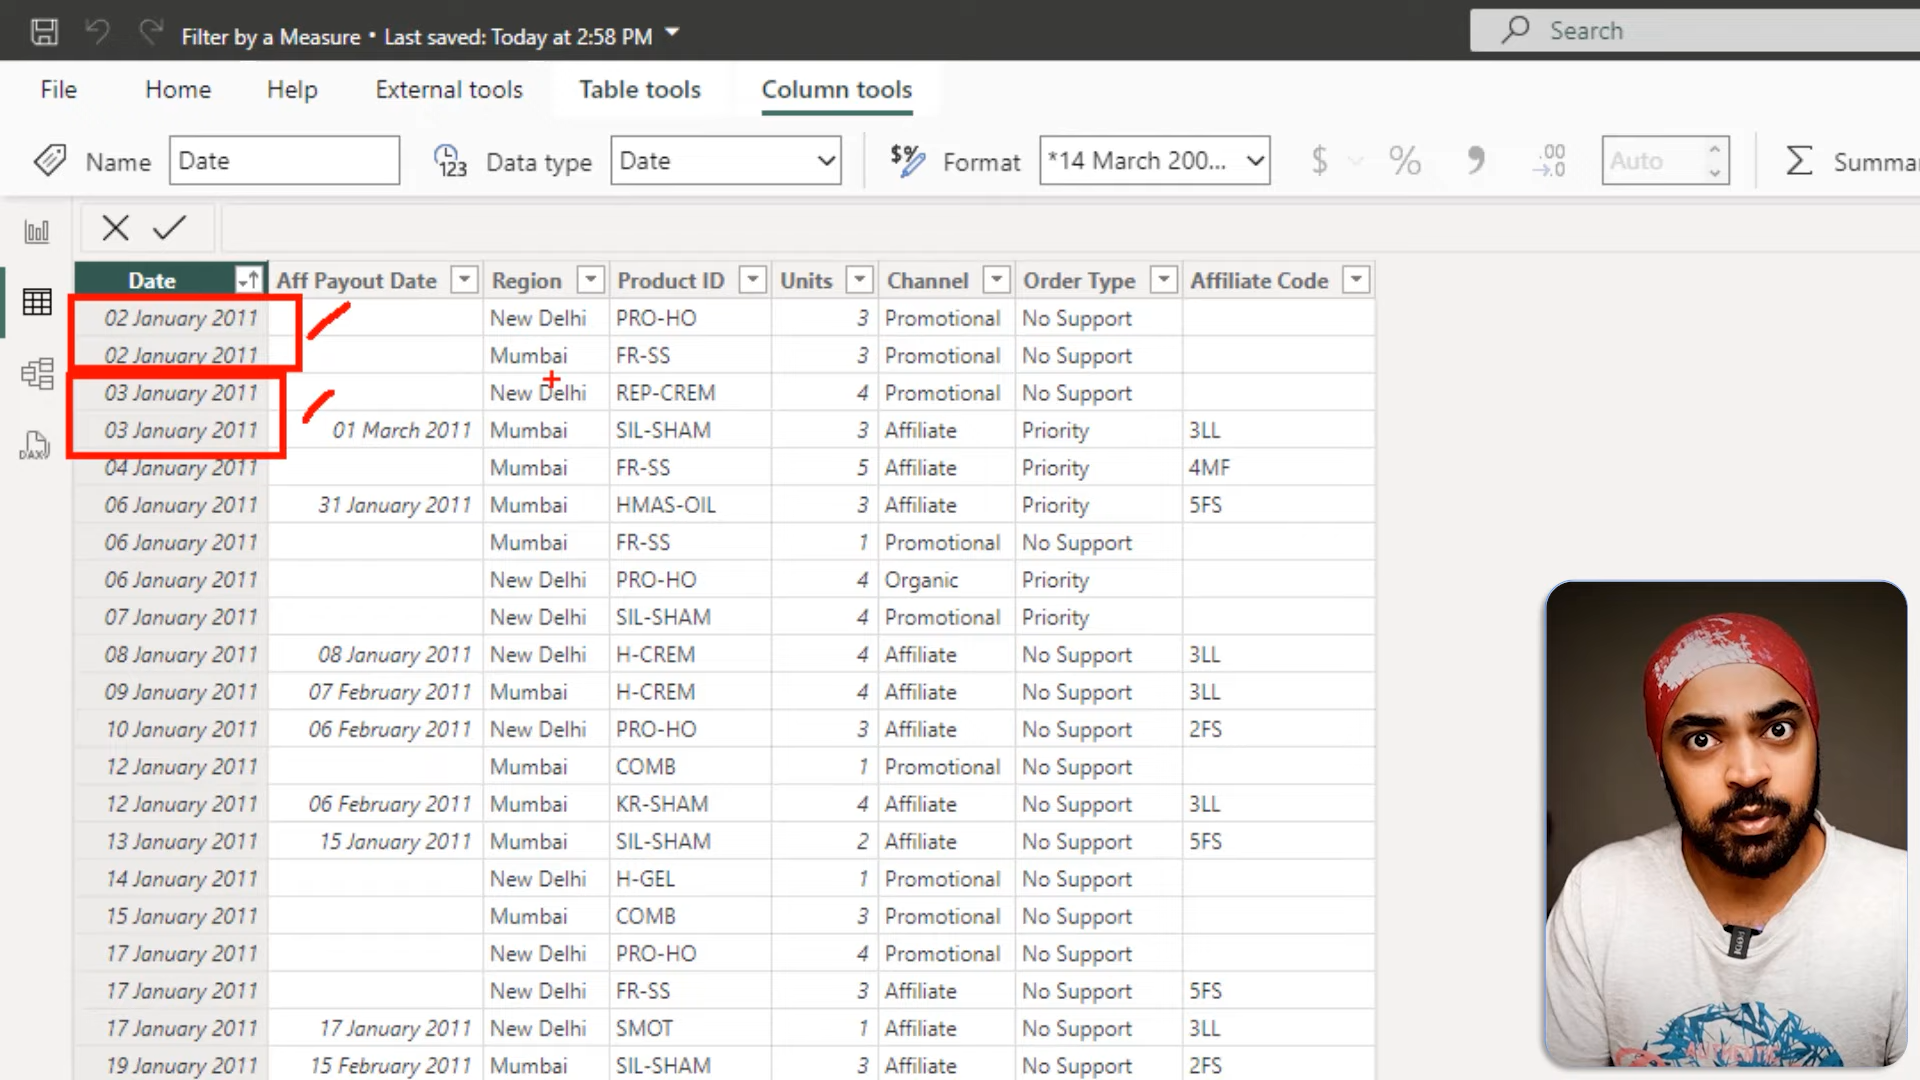 Filter by a Measure • Last saved: Today at 2:58 PM
Search
File Home Help External tools Table tools Column tools
Name Date 123 Data type Date $% Format *14 March 200... $ % .00 →.0 Auto Σ
Date Aff Payout Date Region Product ID Units Channel Order Type Affiliate Code
02 January 2011 New Delhi PRO-HO 3 Promotional No Support
02 January 2011 Mumbai FR-SS 3 Promotional No Support
03 January 2011 New Delhi REP-CREM 4 Promotional No Support
03 January 2011 01 March 2011 Mumbai SIL-SHAM 3 Affiliate Priority 3LL
DAX
04 January 2011 Mumbai FR-SS 5 Affiliate Priority 4MF
06 January 2011 31 January 2011 Mumbai HMAS-OIL 3 Affiliate Priority 5FS
06 January 2011 Mumbai FR-SS 1 Promotional No Support
06 January 2011 New Delhi PRO-HO 4 Organic Priority
07 January 2011 New Delhi SIL-SHAM 4 Promotional Priority
08 January 2011 08 January 2011 New Delhi H-CREM 4 Affiliate No Support 3LL
09 January 2011 07 February 2011 Mumbai H-CREM 4 Affiliate No Support 3LL
10 January 2011 06 February 2011 New Delhi PRO-HO 3 Affiliate No Support 2FS
12 January 2011 Mumbai COMB 1 Promotional No Support
12 January 2011 06 February 2011 Mumbai KR-SHAM 4 Affiliate No Support 3LL
13 January 2011 15 January 2011 Mumbai SIL-SHAM 2 Affiliate No Support 5FS
14 January 2011 New Delhi H-GEL 1 Promotional No Support
15 January 2011 Mumbai COMB 3 Promotional No Support
17 January 2011 New Delhi PRO-HO 4 Promotional No Support
17 January 2011 New Delhi FR-SS 3 Affiliate No Support 5FS
17 January 2011 17 January 2011 New Delhi SMOT 1 Affiliate No Support 3LL
19 January 2011 15 February 2011 Mumbai SIL-SHAM 3 Affiliate No Support 2FS